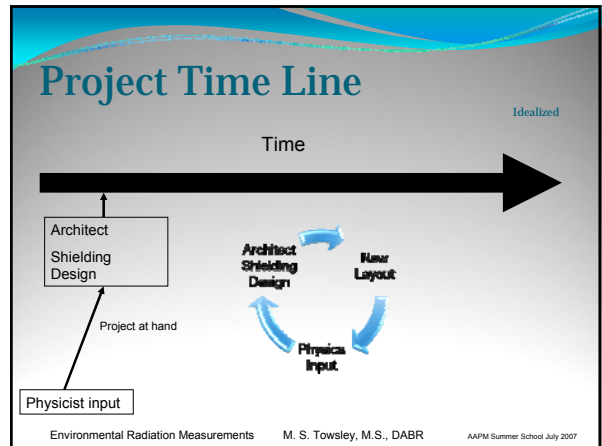 Project Time Line
Idealized
Time
Architect
Shielding
Design
Architect
Shielding
Design
New
Layout
Physics
Input
Project at hand
Physicist input
Environmental Radiation Measurements M. S. Towsley, M.S., DABR AAPM Summer School July 2007